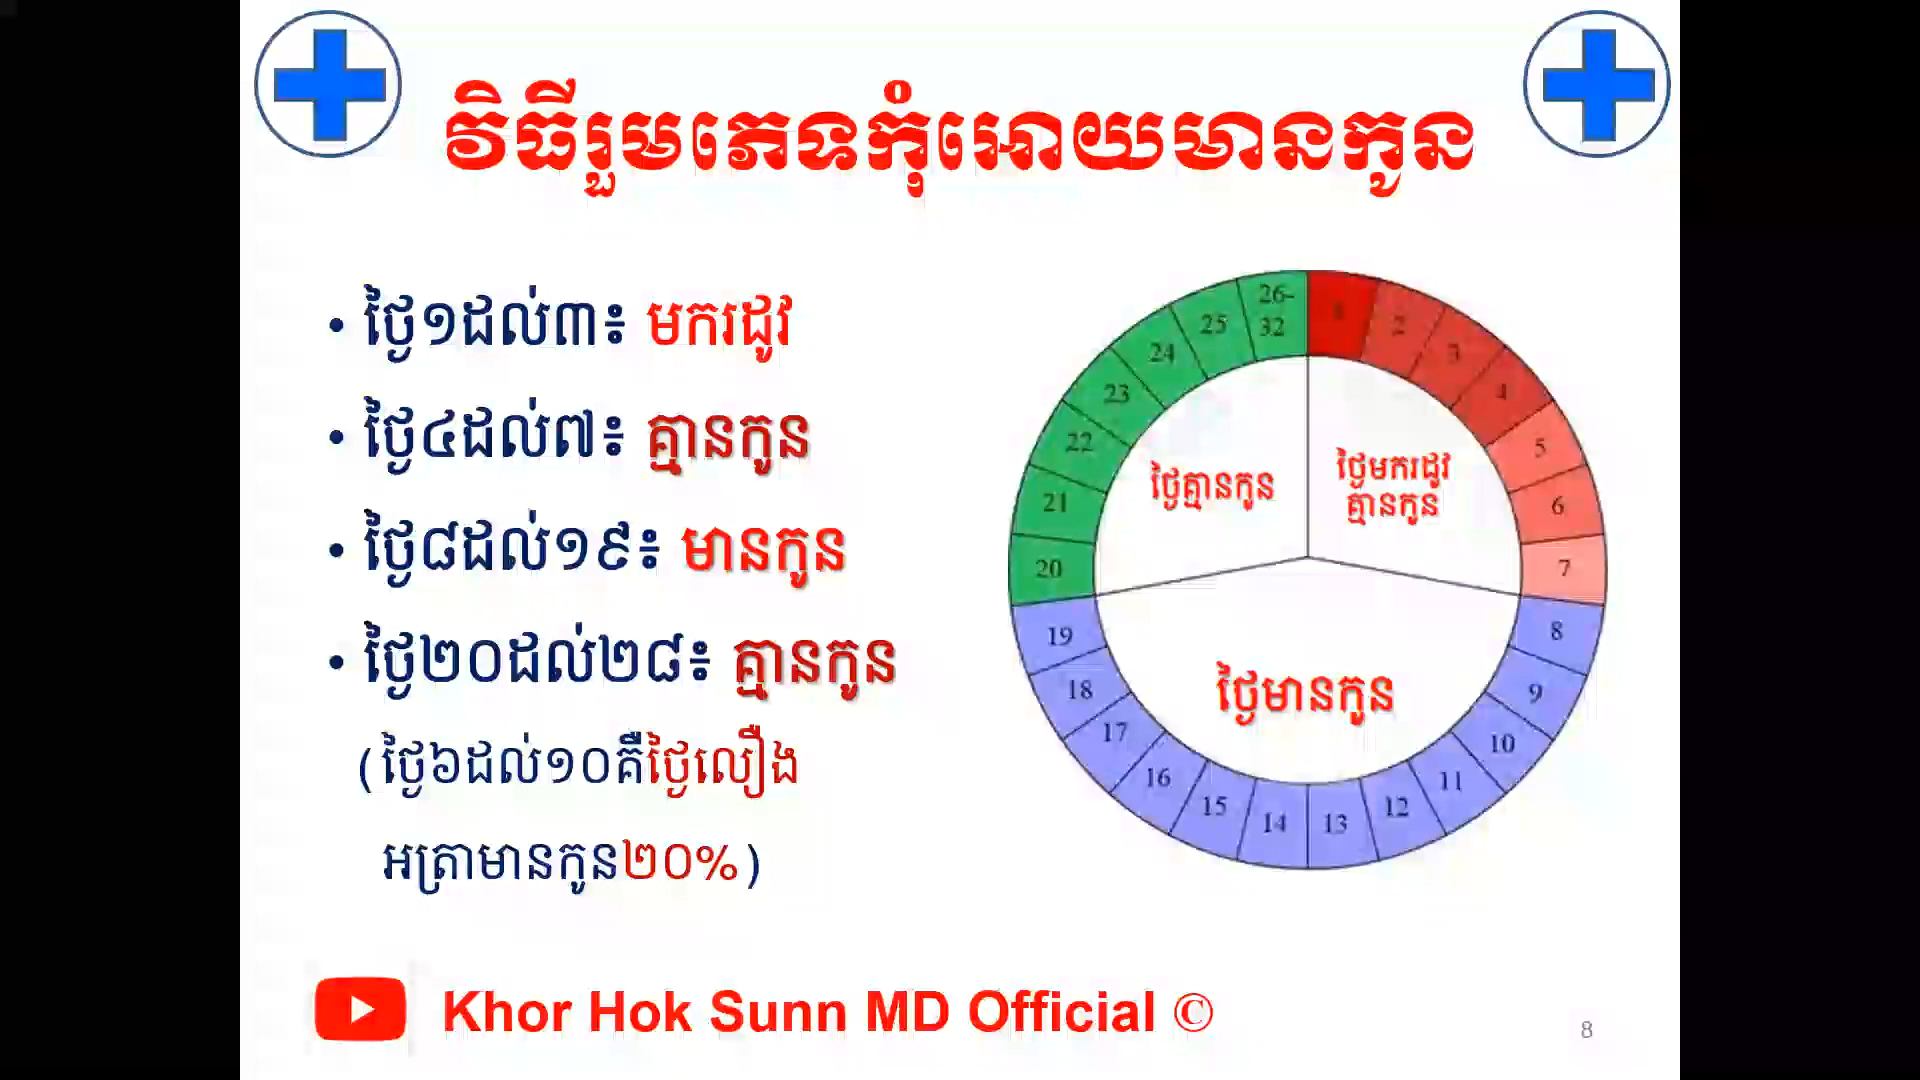 វិធីរួមភេទកុំអោយមានកូន
• ថ្ងៃ១ដល់៣៖ មករដូវ
• ថ្ងៃ៤ដល់៧៖ គ្មានកូន
• ថ្ងៃ៨ដល់១៩៖ មានកូន
• ថ្ងៃ២០ដល់២៨៖ គ្មានកូន
(ថ្ងៃ៦ដល់១០គឺថ្ងៃលឿង
អត្រាមានកូន២០%)
1
2
3
4
5
6
7
8
9
10
11
12
13
14
15
16
17
18
19
20
21
22
23
24
25
26-
32
ថ្ងៃគ្មានកូន
ថ្ងៃមករដូវ
គ្មានកូន
ថ្ងៃមានកូន
Khor Hok Sunn MD Official ©
8